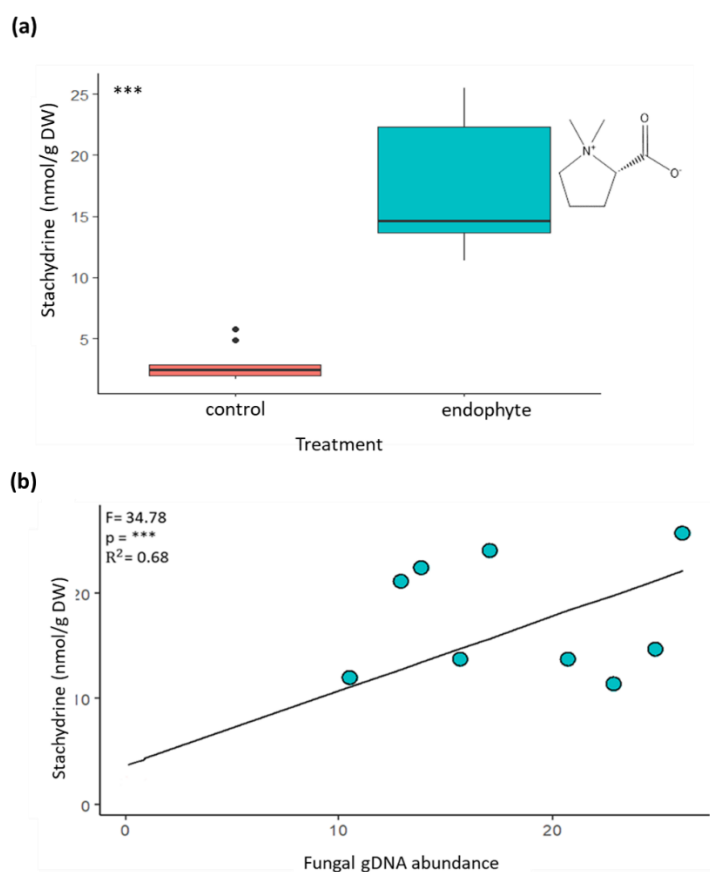 (a)
***
Stachydrine (nmol/g DW)
25
20
15
10
5
N+
O
O-
control
endophyte
Treatment
(b)
F= 34.78
p = ***
R²= 0.68
Stachydrine (nmol/g DW)
20
10
0
0
10
20
Fungal gDNA abundance